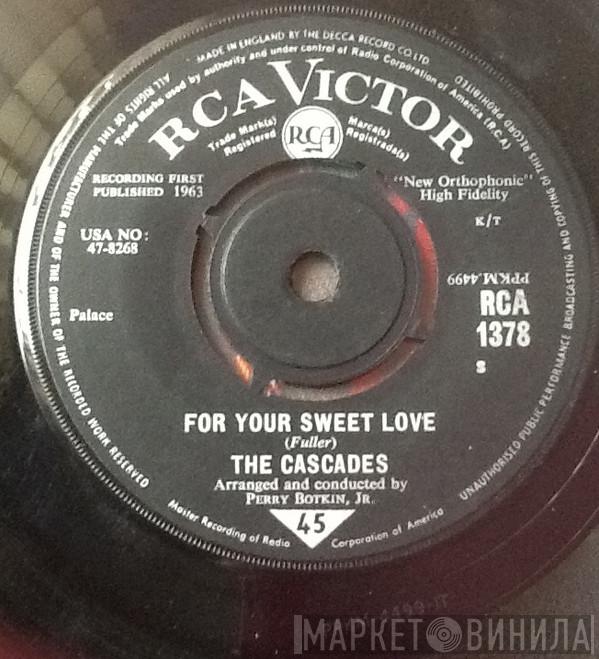 MADE IN ENGLAND BY THE DECCA RECORD CO LTD.
ALL RIGHTS OF THE MANUFACTURER AND OF THE OWNER OF THE RECORDED WORK RESERVED
Trade Marks used by authority and under control of Radio Corporation of America (RCA)
UNAUTHORISED PUBLIC PERFORMANCE BROADCASTING AND COPYING OF THIS RECORD PROHIBITED
RCA VICTOR
Trade Mark(s)
Registered
RCA
Marca(s)
Registrada(s)
RECORDING FIRST
PUBLISHED 1963
"New Orthophonic"
High Fidelity
K/T
USA NO:
47-8268
PPKM.4499
RCA
1378
S
Palace
FOR YOUR SWEET LOVE
(Fuller)
THE CASCADES
Arranged and conducted by
PERRY BOTKIN, JR.
45
Master Recording of Radio Corporation of America
МАРКЕТ ВИНИЛА